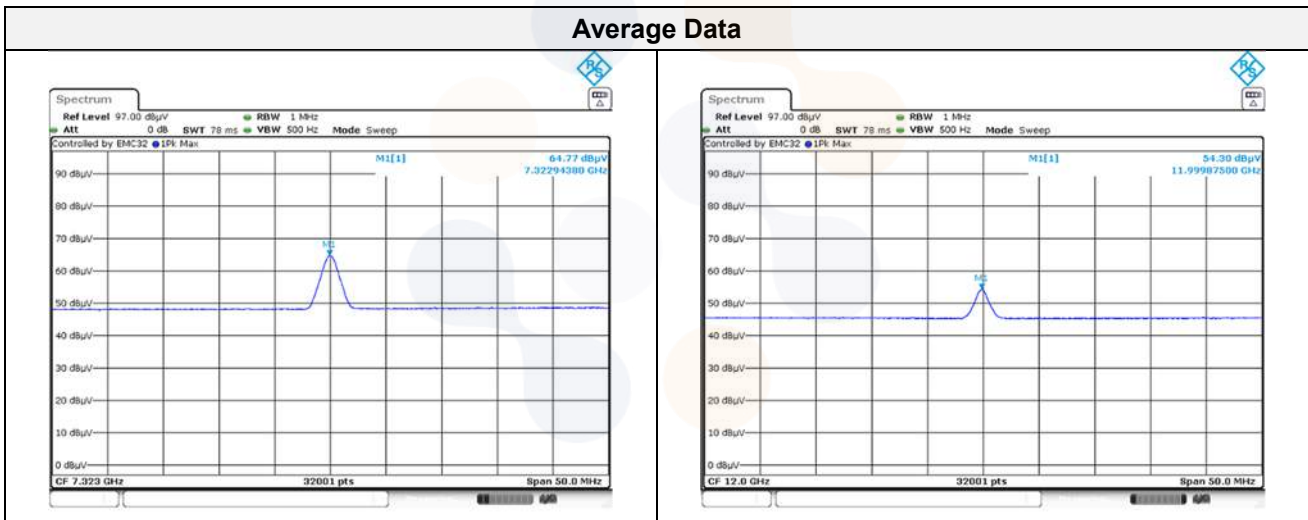 Average Data
Spectrum
Ref Level 97.00 dBµV RBW 1 MHz
Att 0 dB SWT 78 ms VBW 500 Hz Mode Sweep
Controlled by EMC32 1Pk Max
M1[1] 64.77 dBµV
7.32294380 GHz
90 dBµV
80 dBµV
70 dBµV
M1
60 dBµV
50 dBµV
40 dBµV
30 dBµV
20 dBµV
10 dBµV
0 dBµV
CF 7.323 GHz 32001 pts Span 50.0 MHz
Spectrum
Ref Level 97.00 dBµV RBW 1 MHz
Att 0 dB SWT 78 ms VBW 500 Hz Mode Sweep
Controlled by EMC32 1Pk Max
M1[1] 54.30 dBµV
11.99987500 GHz
90 dBµV
80 dBµV
70 dBµV
60 dBµV
M1
50 dBµV
40 dBµV
30 dBµV
20 dBµV
10 dBµV
0 dBµV
CF 12.0 GHz 32001 pts Span 50.0 MHz